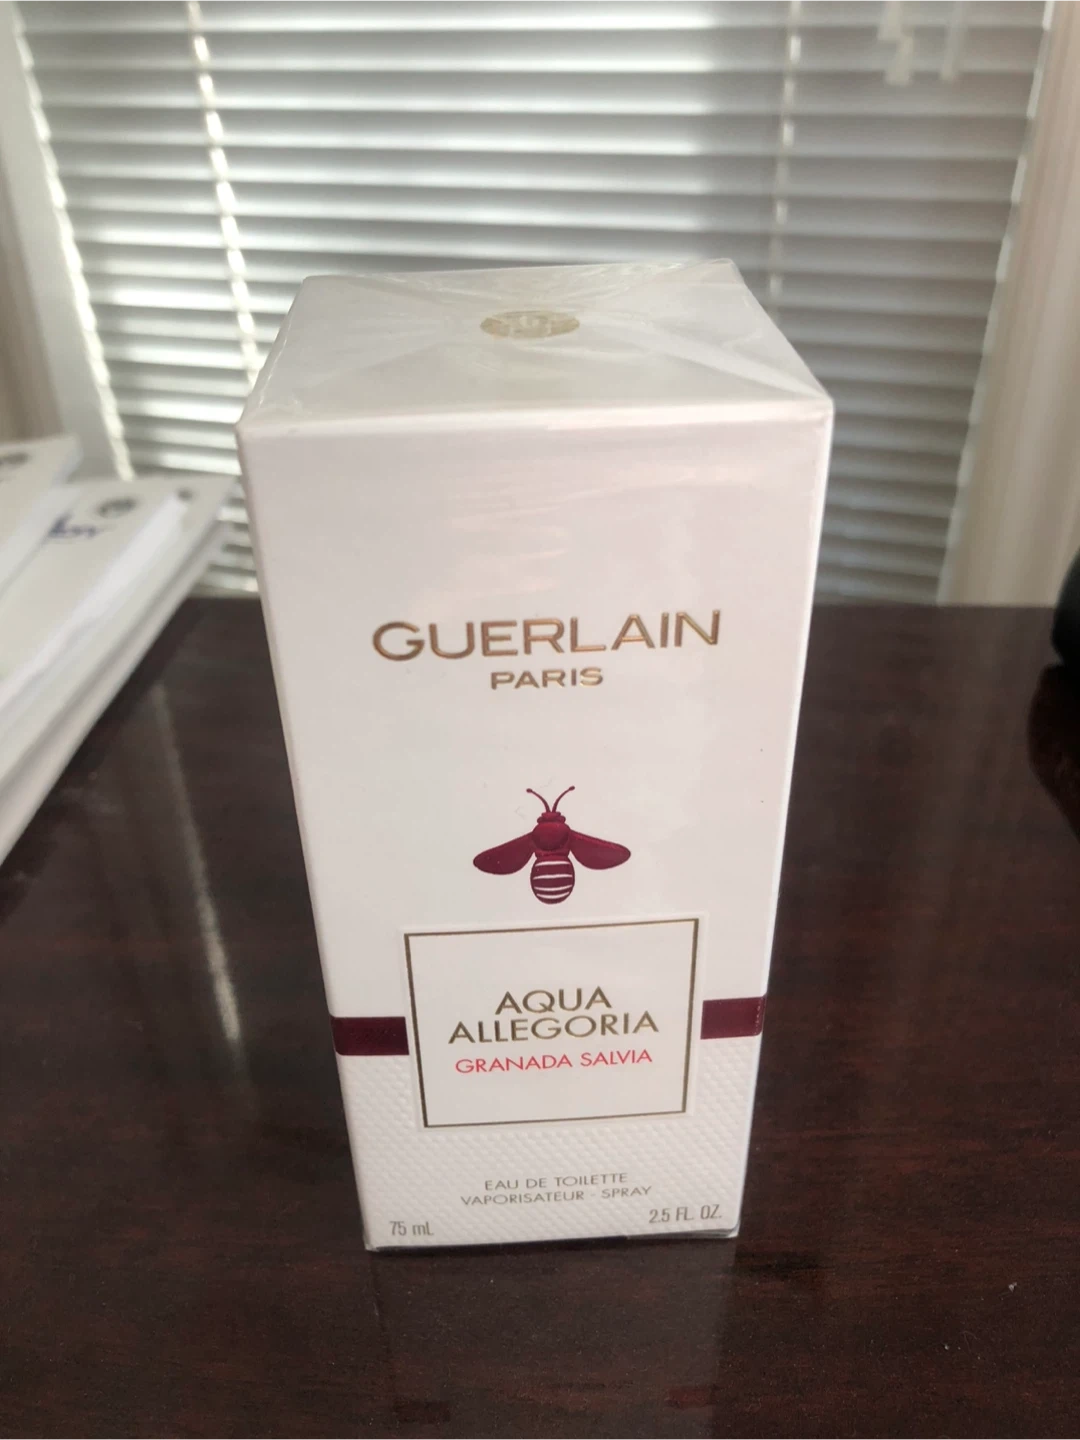 GUERLAIN
PARIS
AQUA
ALLEGORIA
GRANADA SALVIA
EAU DE TOILETTE
VAPORISATEUR - SPRAY
75 mL
2.5 FL. OZ.